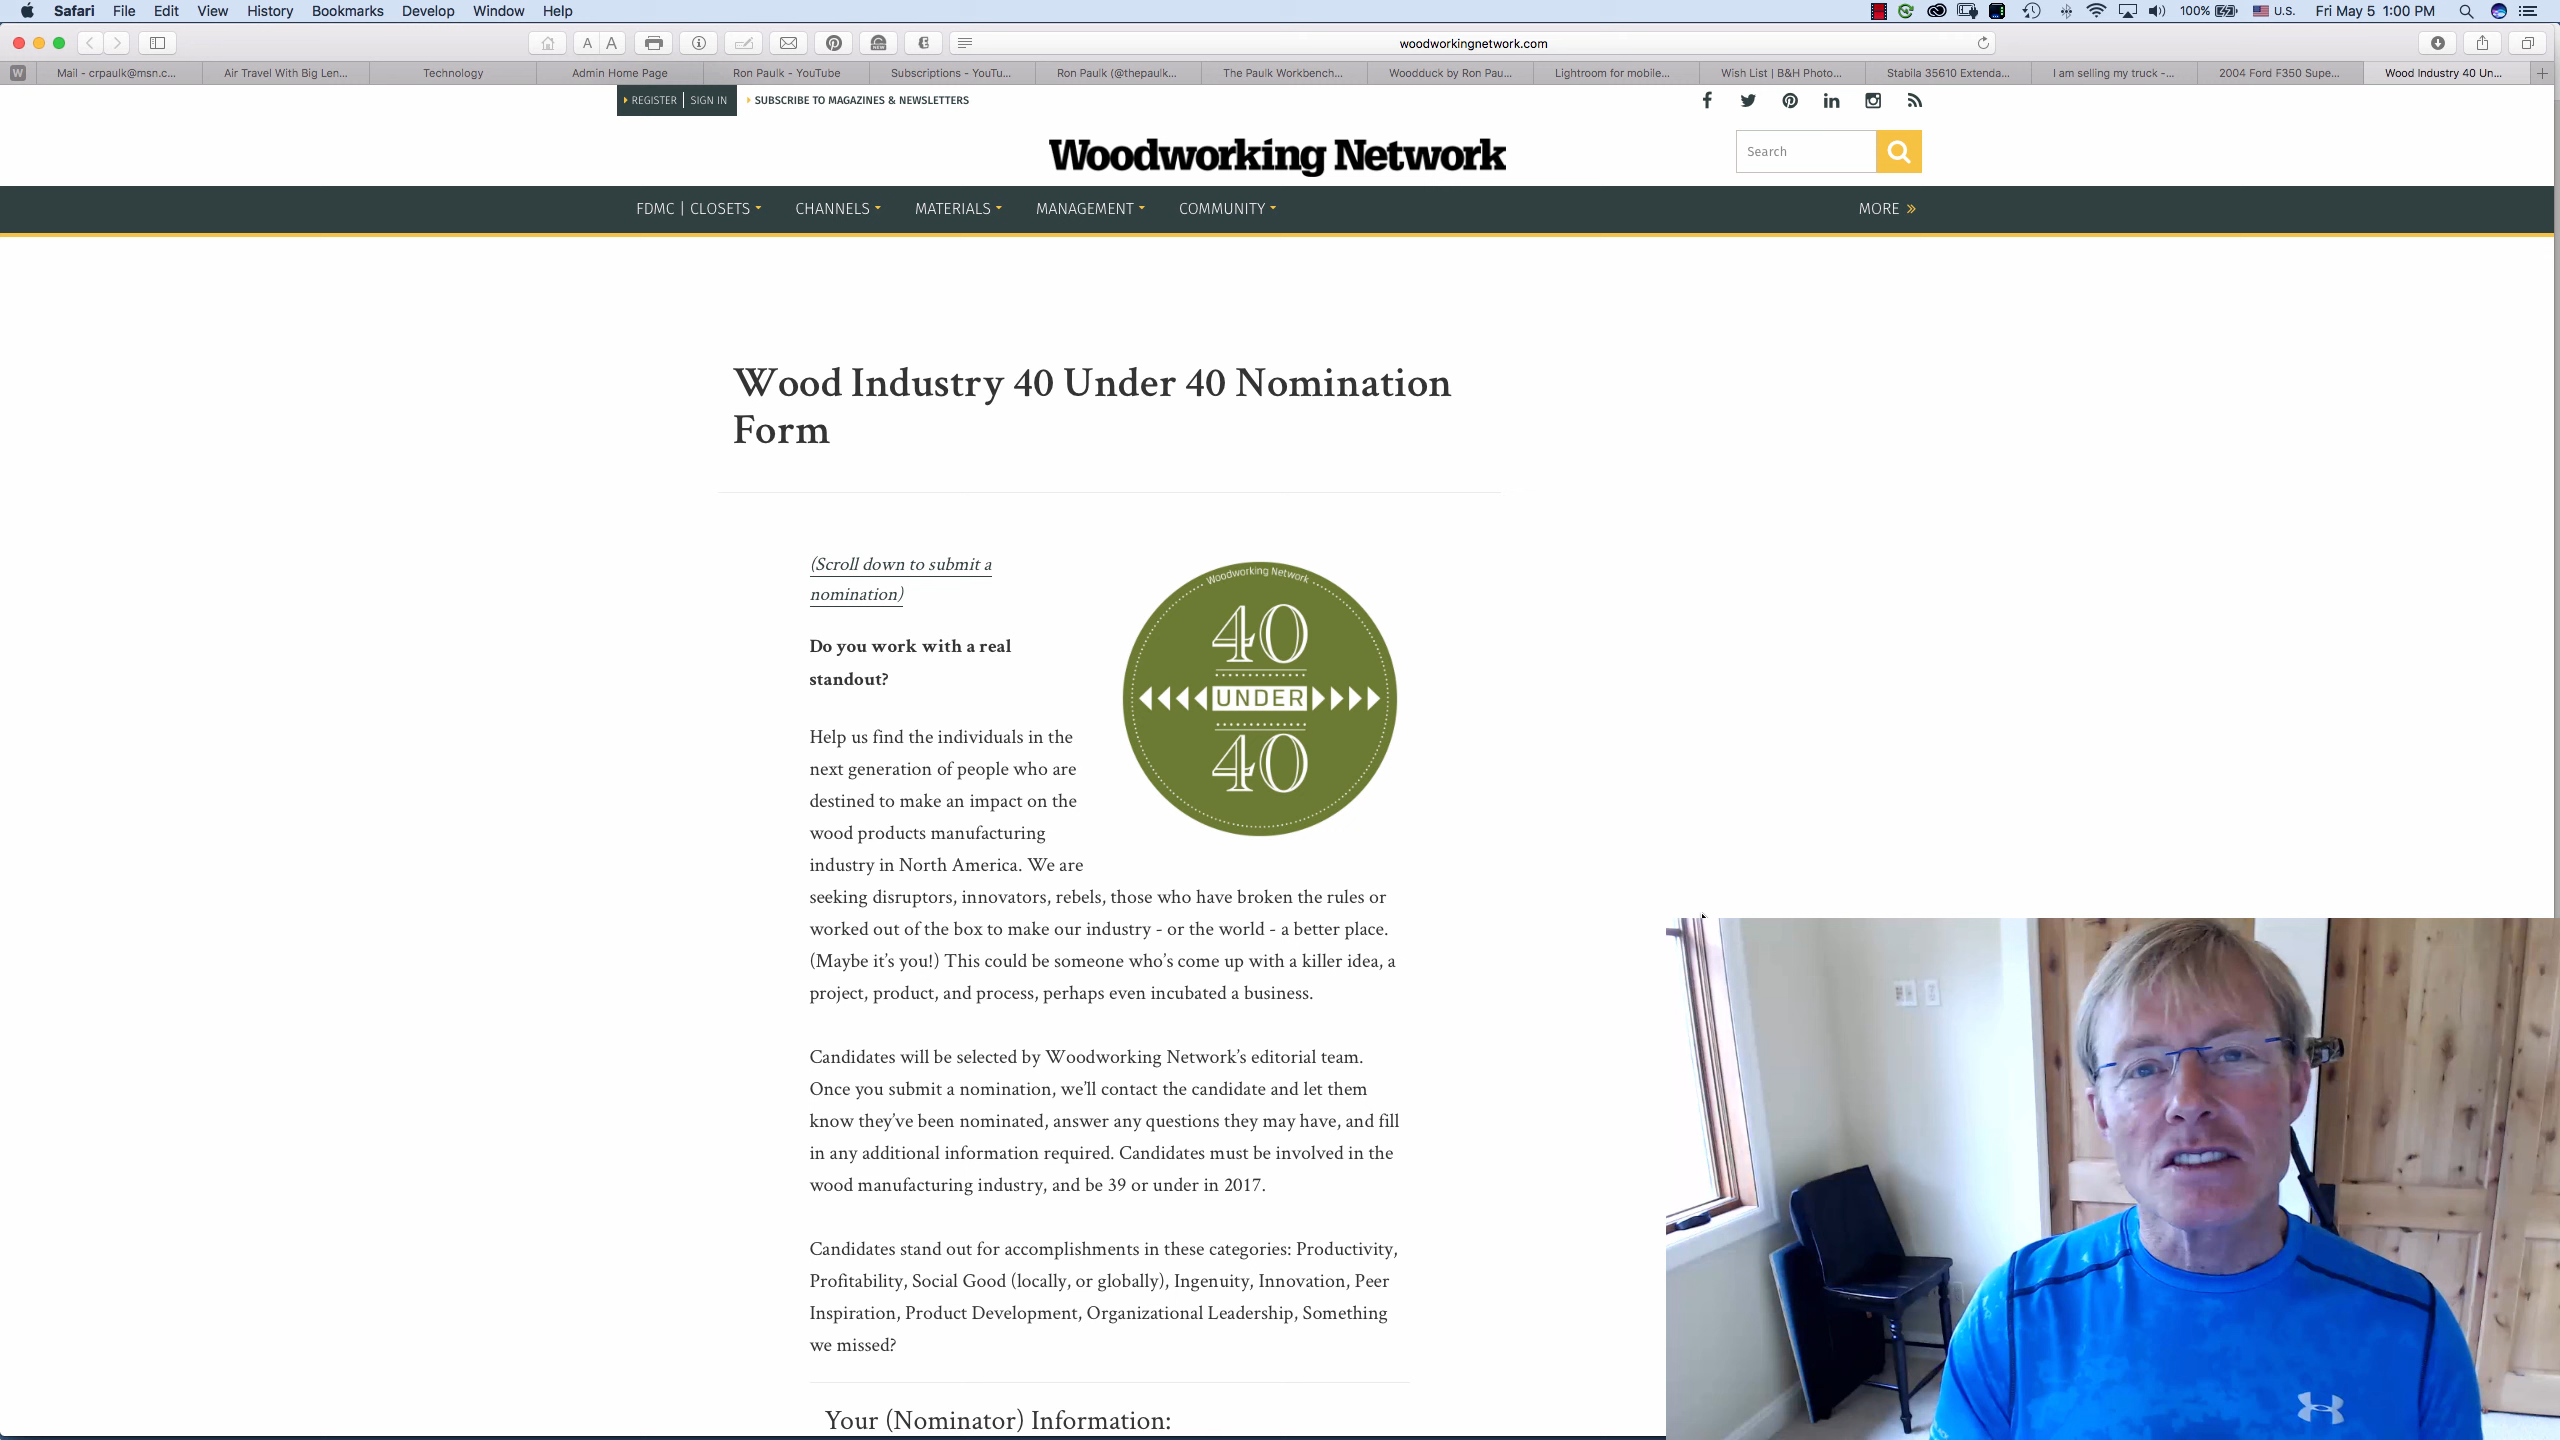 Safari File Edit View History Bookmarks Develop Window Help 100% U.S. Fri May 5 1:00 PM
A A woodworkingnetwork.com
W Mail - crpaulk@msn.c... Air Travel With Big Len... Technology Admin Home Page Ron Paulk - YouTube Subscriptions - YouTu... Ron Paulk (@thepaulk... The Paulk Workbench... Woodduck by Ron Pau... Lightroom for mobile... Wish List | B&H Photo... Stabila 35610 Extenda... I am selling my truck -... 2004 Ford F350 Supe... Wood Industry 40 Un...
REGISTER | SIGN IN SUBSCRIBE TO MAGAZINES & NEWSLETTERS
Woodworking Network
Search
FDMC | CLOSETS CHANNELS MATERIALS MANAGEMENT COMMUNITY MORE
Wood Industry 40 Under 40 Nomination
Form
(Scroll down to submit a
nomination)
Do you work with a real
standout?
Woodworking Network
40
UNDER
40
Help us find the individuals in the
next generation of people who are
destined to make an impact on the
wood products manufacturing
industry in North America. We are
seeking disruptors, innovators, rebels, those who have broken the rules or
worked out of the box to make our industry - or the world - a better place.
(Maybe it’s you!) This could be someone who’s come up with a killer idea, a
project, product, and process, perhaps even incubated a business.
Candidates will be selected by Woodworking Network’s editorial team.
Once you submit a nomination, we’ll contact the candidate and let them
know they’ve been nominated, answer any questions they may have, and fill
in any additional information required. Candidates must be involved in the
wood manufacturing industry, and be 39 or under in 2017.
Candidates stand out for accomplishments in these categories: Productivity,
Profitability, Social Good (locally, or globally), Ingenuity, Innovation, Peer
Inspiration, Product Development, Organizational Leadership, Something
we missed?
Your (Nominator) Information: